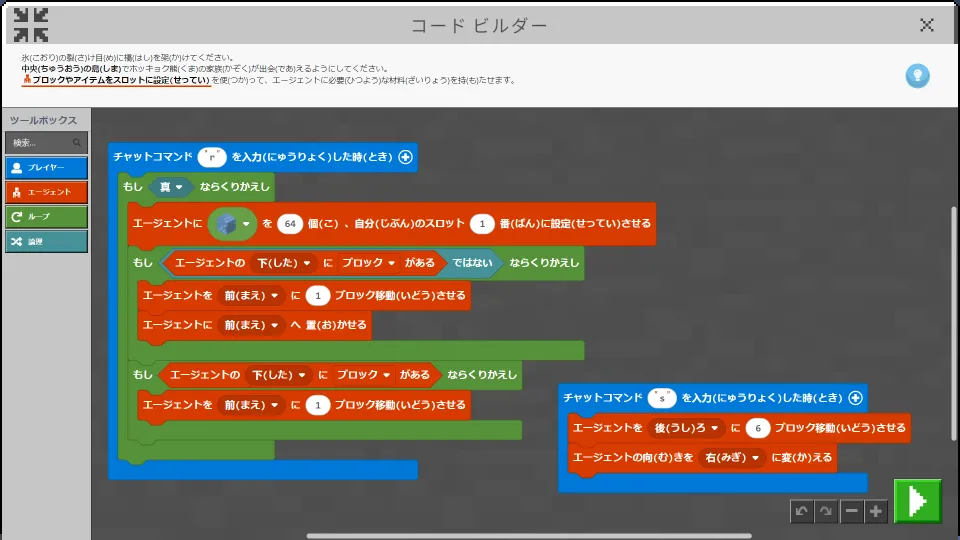 コード ビルダー
氷(こおり)の裂(さ)け目(め)に橋(はし)を架(か)けてください。
中央(ちゅうおう)の島(しま)でホッキョク熊(くま)の家族(かぞく)が出会(であ)えるようにしてください。
ブロックやアイテムをスロットに設定(せってい) を使(つか)って、エージェントに必要(ひつよう)な材料(ざいりょう)を持(も)たせます。
ツールボックス
検索...
プレイヤー
エージェント
ループ
論理
チャットコマンド "r" を入力(にゅうりょく)した時(とき)
もし 真 ならくりかえし
エージェントに を 64 個(こ) 、自分(じぶん)のスロット 1 番(ばん)に設定(せってい)させる
もし エージェントの 下(した) に ブロック がある ではない ならくりかえし
エージェントを 前(まえ) に 1 ブロック移動(いどう)させる
エージェントに 前(まえ) へ 置(お)かせる
もし エージェントの 下(した) に ブロック がある ならくりかえし
エージェントを 前(まえ) に 1 ブロック移動(いどう)させる
チャットコマンド "s" を入力(にゅうりょく)した時(とき)
エージェントを 後(うし)ろ に 6 ブロック移動(いどう)させる
エージェントの向(む)きを 右(みぎ) に変(か)える